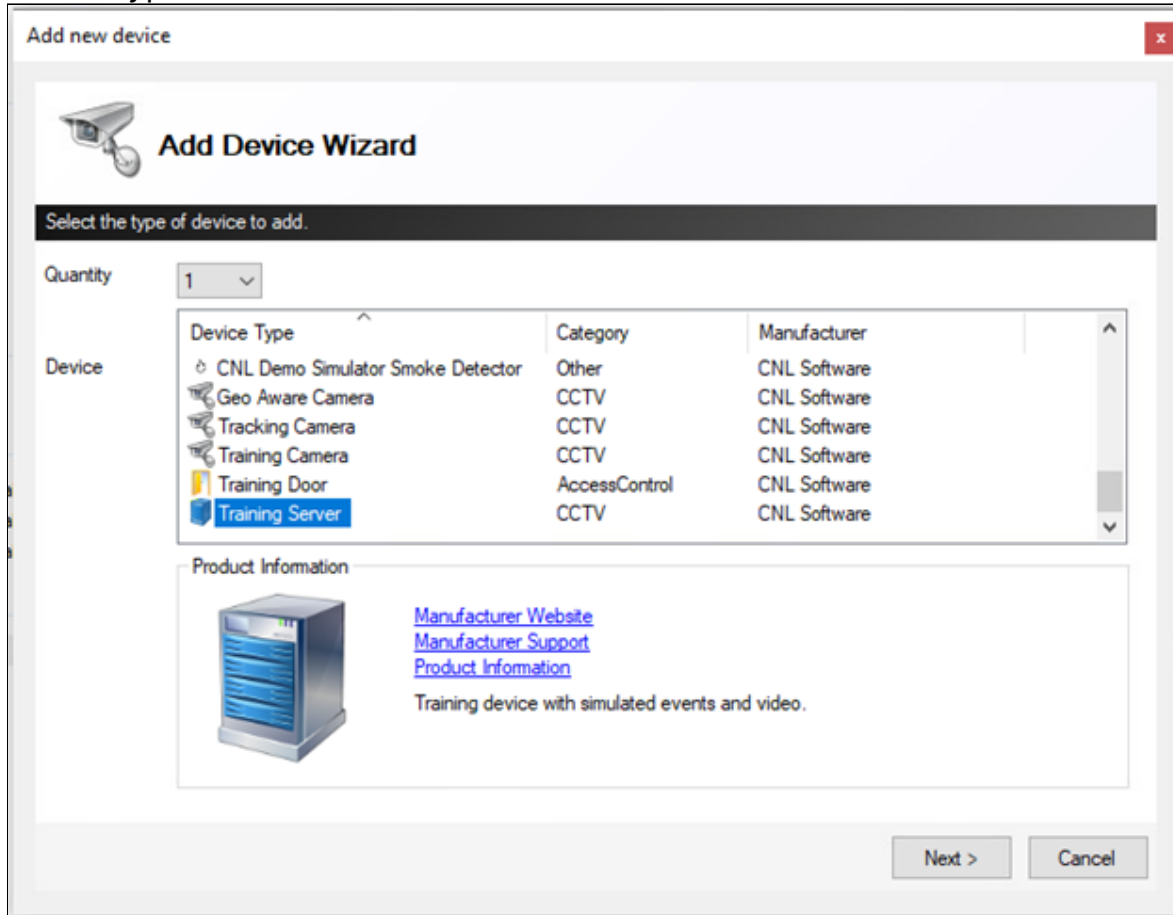 Add new device
x
Add Device Wizard
Select the type of device to add.
Quantity 1
Device Type Category Manufacturer
Device CNL Demo Simulator Smoke Detector Other CNL Software
Geo Aware Camera CCTV CNL Software
Tracking Camera CCTV CNL Software
Training Camera CCTV CNL Software
Training Door AccessControl CNL Software
Training Server CCTV CNL Software
Product Information
Manufacturer Website
Manufacturer Support
Product Information
Training device with simulated events and video.
Next > Cancel